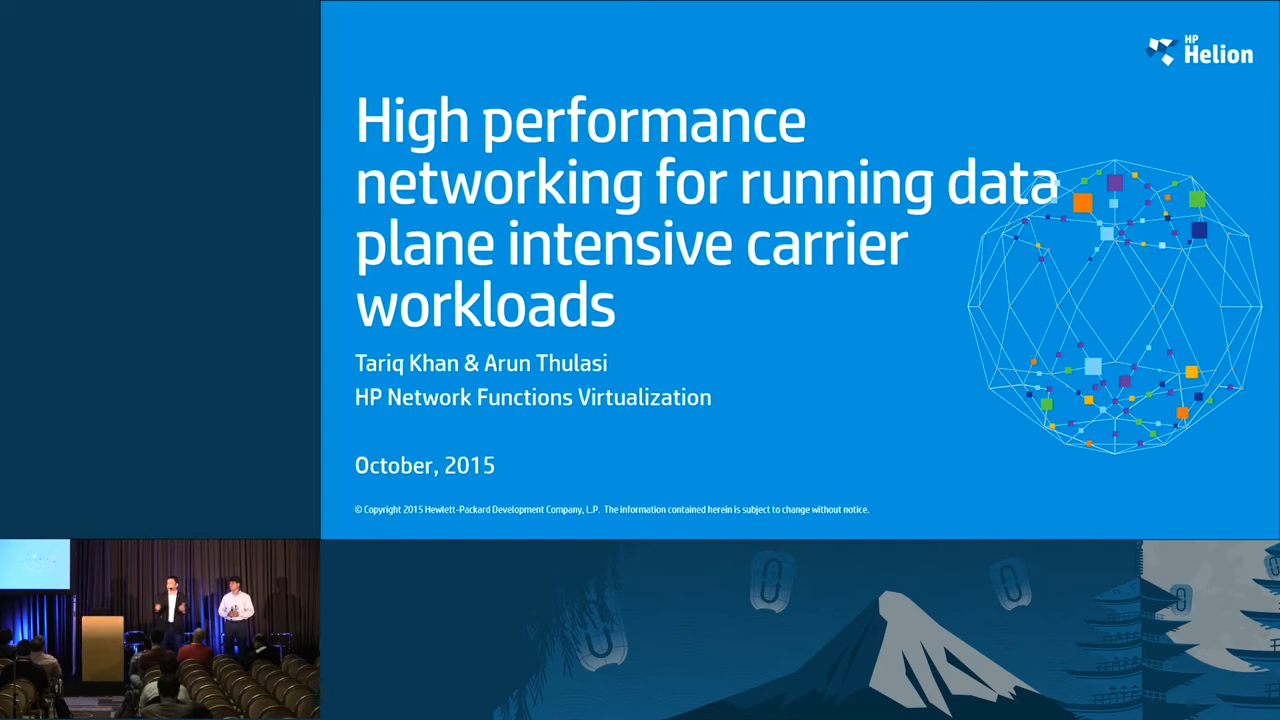 HP
Helion
High performance
networking for running data
plane intensive carrier
workloads
Tariq Khan & Arun Thulasi
HP Network Functions Virtualization
October, 2015
© Copyright 2015 Hewlett-Packard Development Company, L.P. The information contained herein is subject to change without notice.